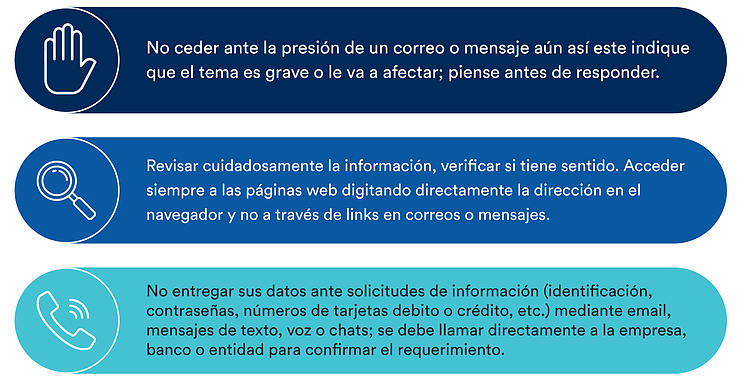 No ceder ante la presión de un correo o mensaje aún así este indique
que el tema es grave o le va a afectar; piense antes de responder.
Revisar cuidadosamente la información, verificar si tiene sentido. Acceder
siempre a las páginas web digitando directamente la dirección en el
navegador y no a través de links en correos o mensajes.
No entregar sus datos ante solicitudes de información (identificación,
contraseñas, números de tarjetas debito o crédito, etc.) mediante email,
mensajes de texto, voz o chats; se debe llamar directamente a la empresa,
banco o entidad para confirmar el requerimiento.